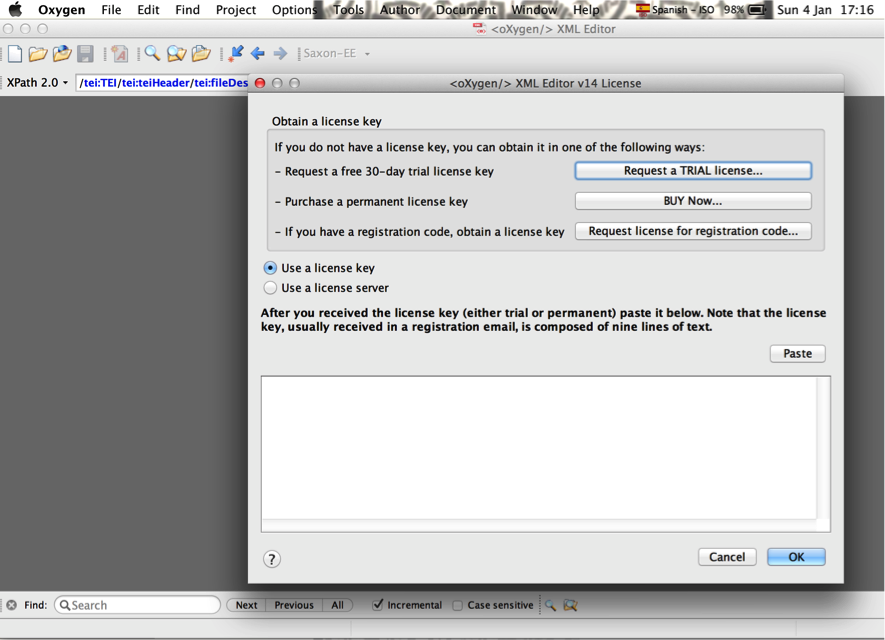 Oxygen File Edit Find Project Options Tools Author Document Window Help Spanish - ISO 98% Sun 4 Jan 17:16
<oXygen/> XML Editor
Saxon-EE
XPath 2.0 /tei:TEI/tei:teiHeader/tei:fileDes
<oXygen/> XML Editor v14 License
Obtain a license key
If you do not have a license key, you can obtain it in one of the following ways:
- Request a free 30-day trial license key Request a TRIAL license...
- Purchase a permanent license key BUY Now...
- If you have a registration code, obtain a license key Request license for registration code...
Use a license key
Use a license server
After you received the license key (either trial or permanent) paste it below. Note that the license
key, usually received in a registration email, is composed of nine lines of text.
Paste
? Cancel OK
Find: Search Next Previous All Incremental Case sensitive